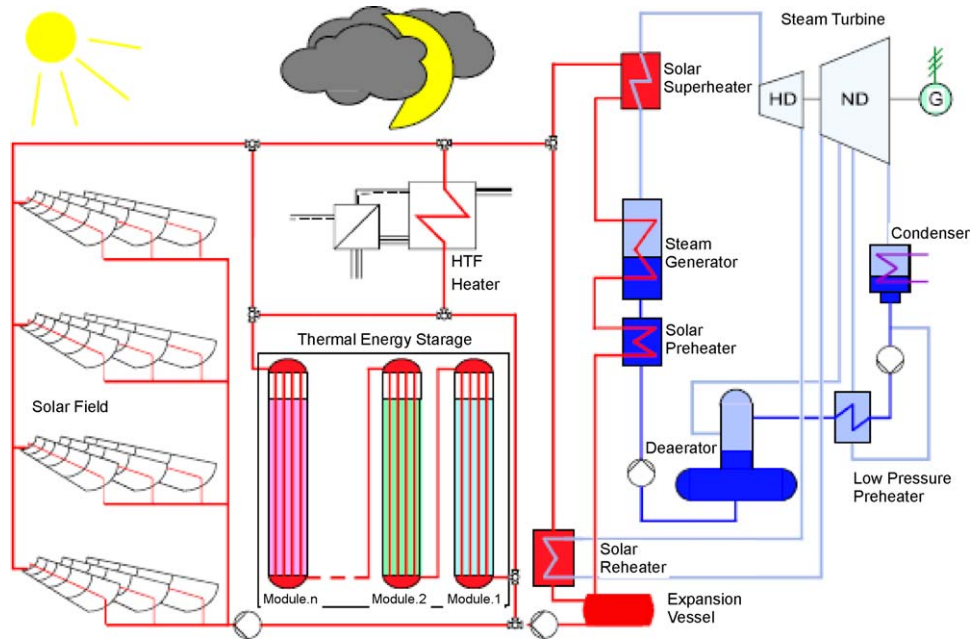 Steam Turbine
Solar
Superheater
HD
ND
G
Condenser
Steam
Generator
HTF
Heater
Solar
Preheater
Thermal Energy Starage
Solar Field
Deaerator
Low Pressure
Preheater
Solar
Reheater
Module.n
Module.2
Module.1
Expansion
Vessel